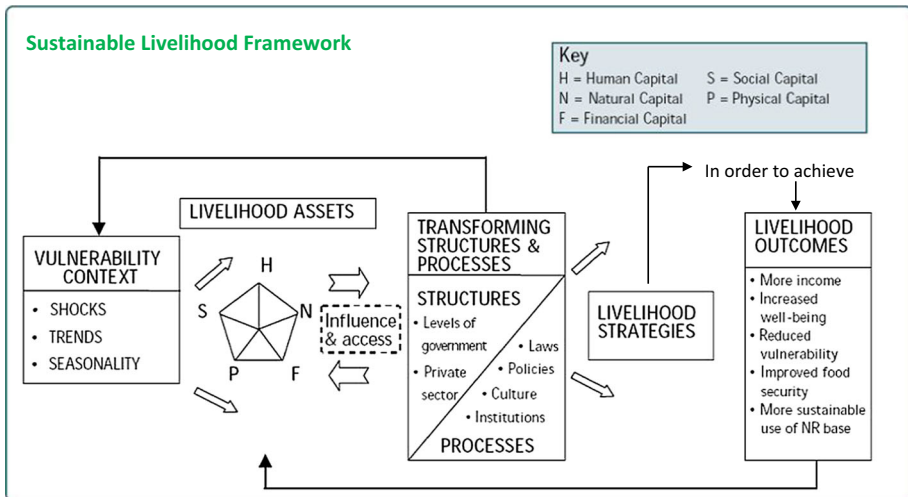 Sustainable Livelihood Framework
Key
H = Human Capital
S = Social Capital
N = Natural Capital
P = Physical Capital
F = Financial Capital
In order to achieve
LIVELIHOOD ASSETS
VULNERABILITY
CONTEXT
• SHOCKS
• TRENDS
• SEASONALITY
H
S
N
P
F
Influence
& access
TRANSFORMING
STRUCTURES &
PROCESSES
STRUCTURES
• Levels of
government
• Private
sector
• Laws
• Policies
• Culture
• Institutions
PROCESSES
LIVELIHOOD
STRATEGIES
LIVELIHOOD
OUTCOMES
• More income
• Increased
well-being
• Reduced
vulnerability
• Improved food
security
• More sustainable
use of NR base